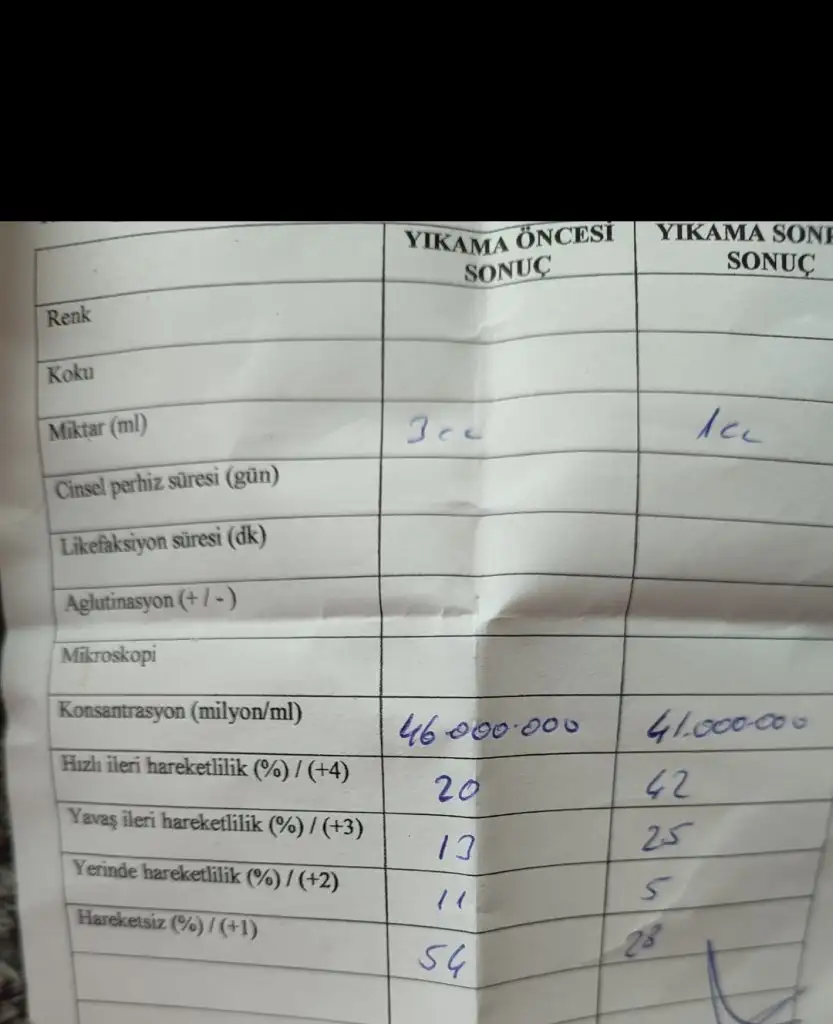 YIKAMA ÖNCESİ SONUÇ
YIKAMA SON
SONUÇ
Renk
Koku
Miktar (ml) 3cc 1cc
Cinsel perhiz süresi (gün)
Likefaksiyon süresi (dk)
Aglutinasyon (+ / - )
Mikroskopi
Konsantrasyon (milyon/ml) 46.000.000 41.000.000
Hızlı ileri hareketlilik (%) / (+4) 20 42
Yavaş ileri hareketlilik (%) / (+3) 13 25
Yerinde hareketlilik (%) / (+2) 11 5
Hareketsiz (%) / (+1) 54 28